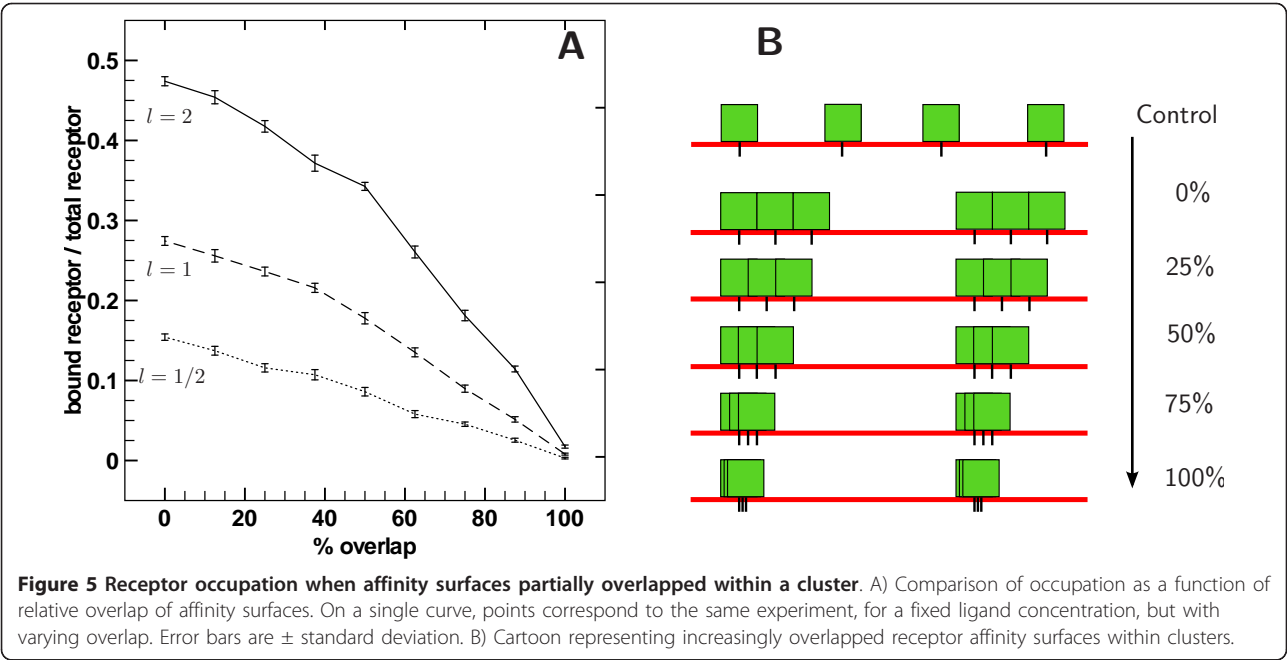 A
bound receptor / total receptor
0.5
0.4
0.3
0.2
0.1
0
l = 2
l = 1
l = 1/2
0 20 40 60 80 100
% overlap
B
Control
0%
25%
50%
75%
100%
Figure 5 Receptor occupation when affinity surfaces partially overlapped within a cluster. A) Comparison of occupation as a function of
relative overlap of affinity surfaces. On a single curve, points correspond to the same experiment, for a fixed ligand concentration, but with
varying overlap. Error bars are ± standard deviation. B) Cartoon representing increasingly overlapped receptor affinity surfaces within clusters.